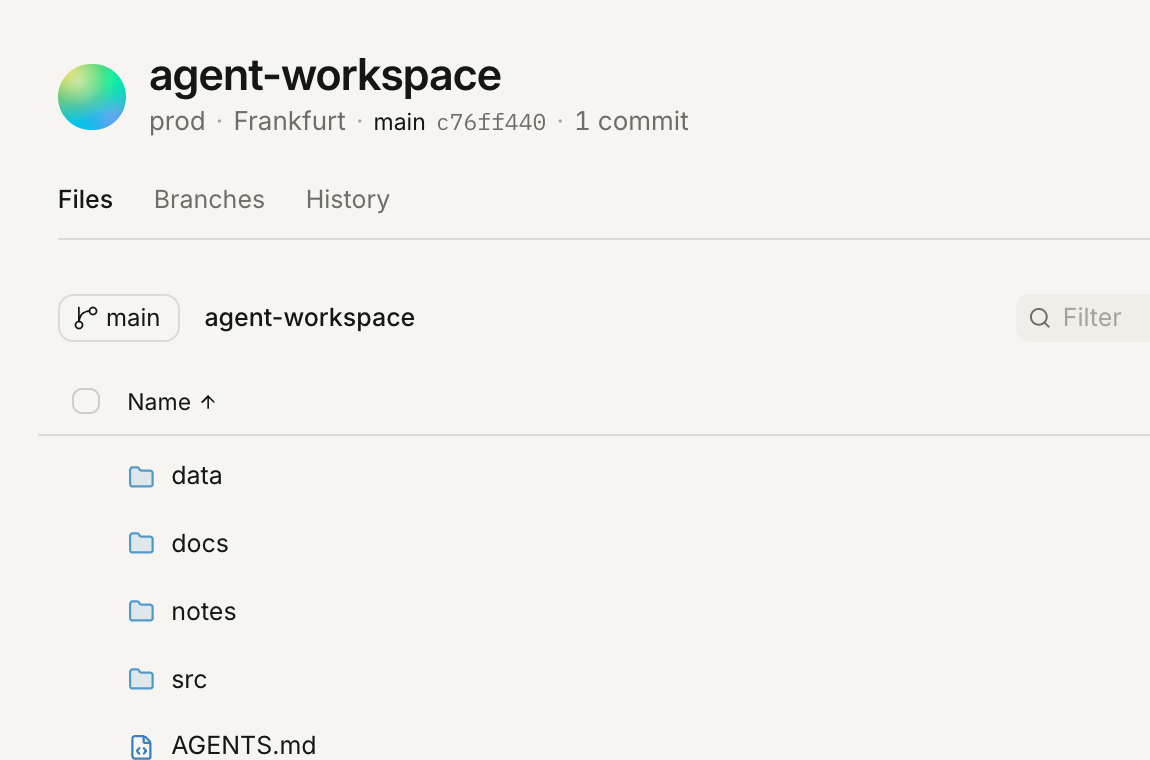 agent-workspace
prod · Frankfurt · main c76ff440 · 1 commit
Files Branches History
main agent-workspace Filter
Name ↑
data
docs
notes
src
AGENTS.md